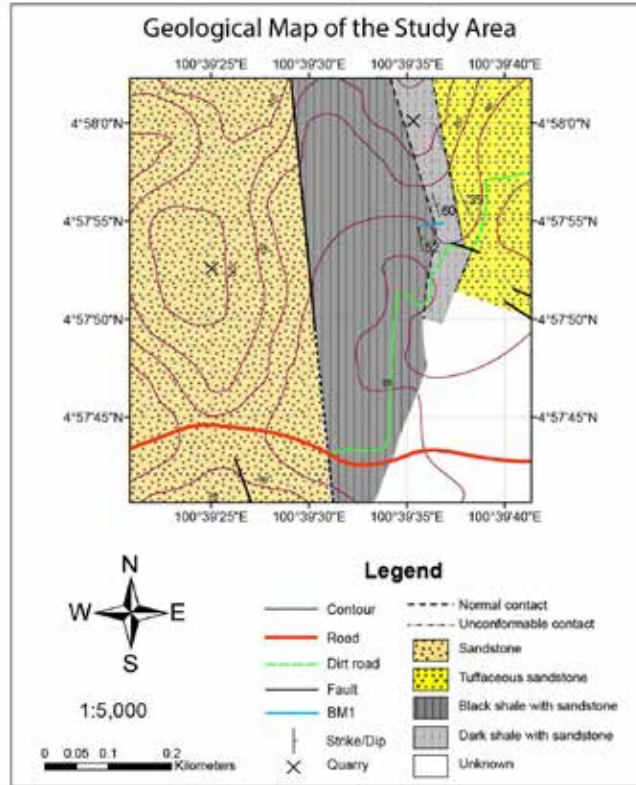 Geological Map of the Study Area
100°39'25"E 100°39'30"E 100°39'35"E 100°39'40"E
4°58'0"N 4°58'0"N
4°57'55"N 4°57'55"N
60
4°57'50"N 4°57'50"N
4°57'45"N 4°57'45"N
100°39'25"E 100°39'30"E 100°39'35"E 100°39'40"E
N
W E
S
1:5,000
0 0.05 0.1 0.2
Kilometers
Legend
Contour
Road
Dirt road
Fault
BM1
Strike/Dip
Quarry
Normal contact
Unconformable contact
Sandstone
Tuffaceous sandstone
Black shale with sandstone
Dark shale with sandstone
Unknown